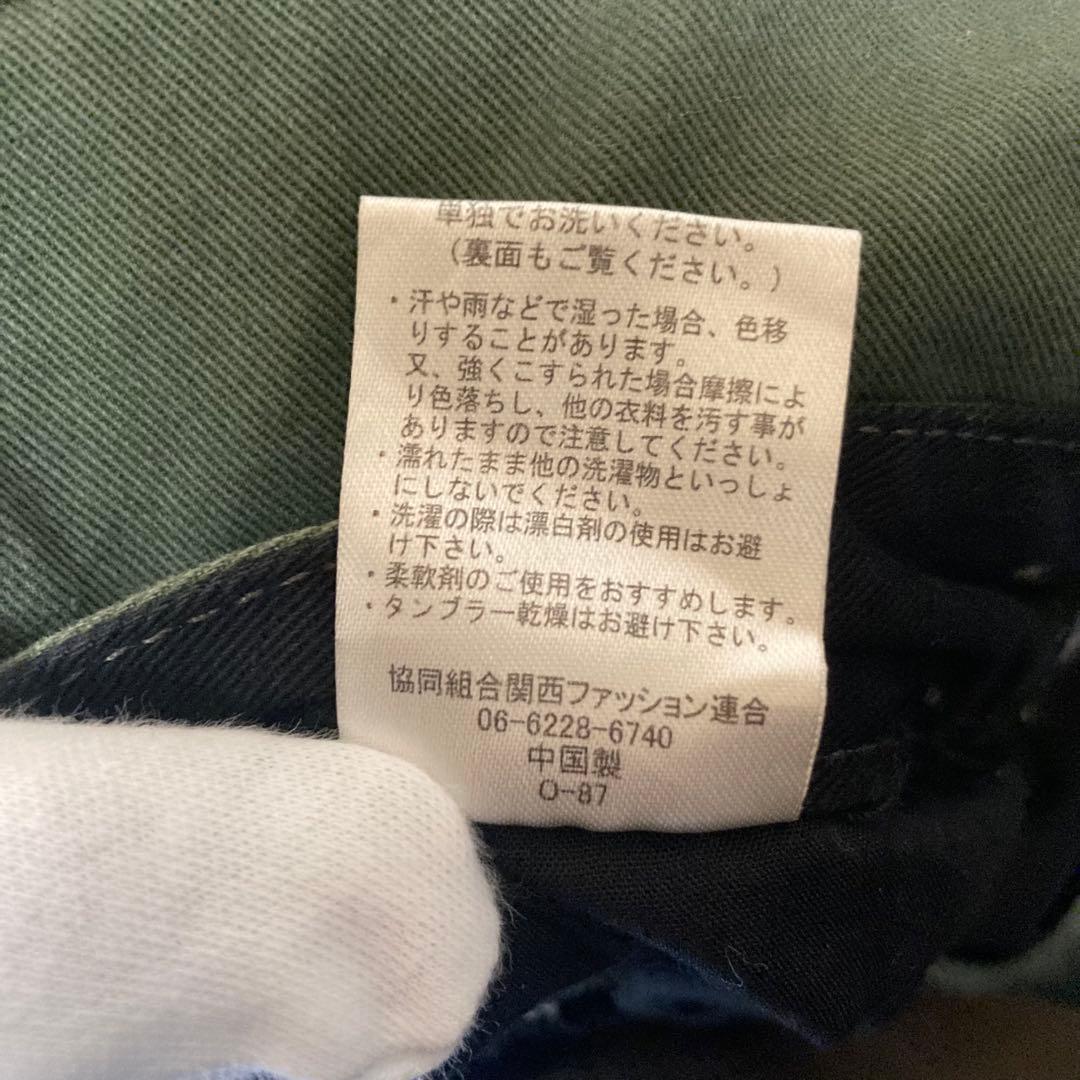 単独でお洗いください。
(裏面もご覧ください。)
・汗や雨などで湿った場合、色移
りすることがあります。
又、強くこすられた場合摩擦によ
り色落ちし、他の衣料を汚す事が
ありますので注意してください。
・濡れたまま他の洗濯物といっしょ
にしないでください。
・洗濯の際は漂白剤の使用はお避
け下さい。
・柔軟剤のご使用をおすすめします。
・タンブラー乾燥はお避け下さい。
協同組合関西ファッション連合
06-6228-6740
中国製
O-87